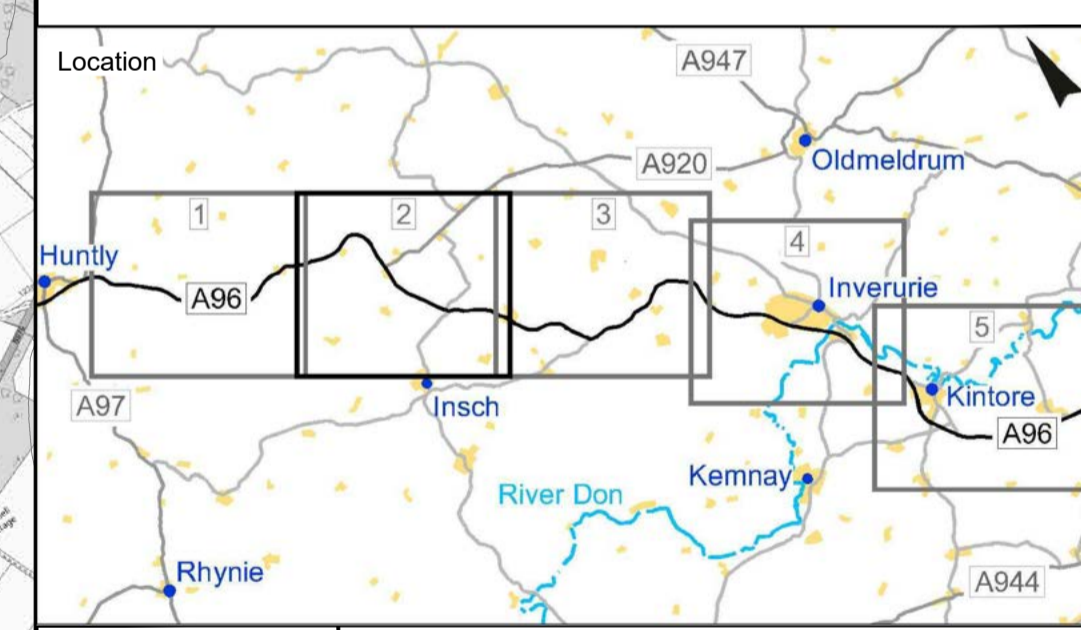 Location
A947
A920
Oldmeldrum
1
2
3
4
Huntly
A96
Inverurie
5
A97
Insch
Kintore
A96
Kemnay
River Don
Rhynie
A944